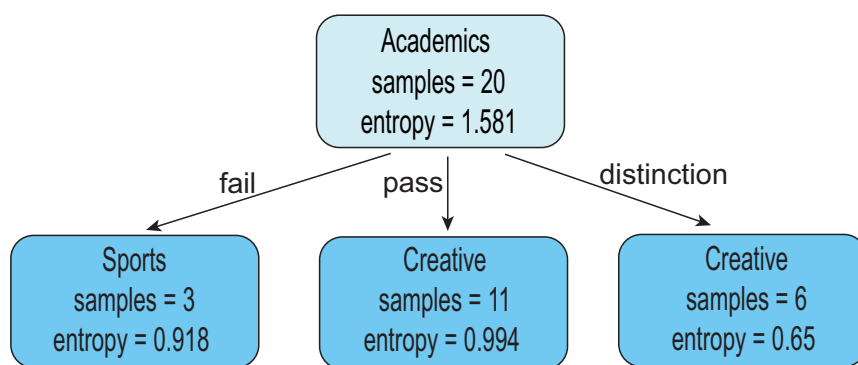 Academics
samples = 20
entropy = 1.581
fail
pass
distinction
Sports
samples = 3
entropy = 0.918
Creative
samples = 11
entropy = 0.994
Creative
samples = 6
entropy = 0.65